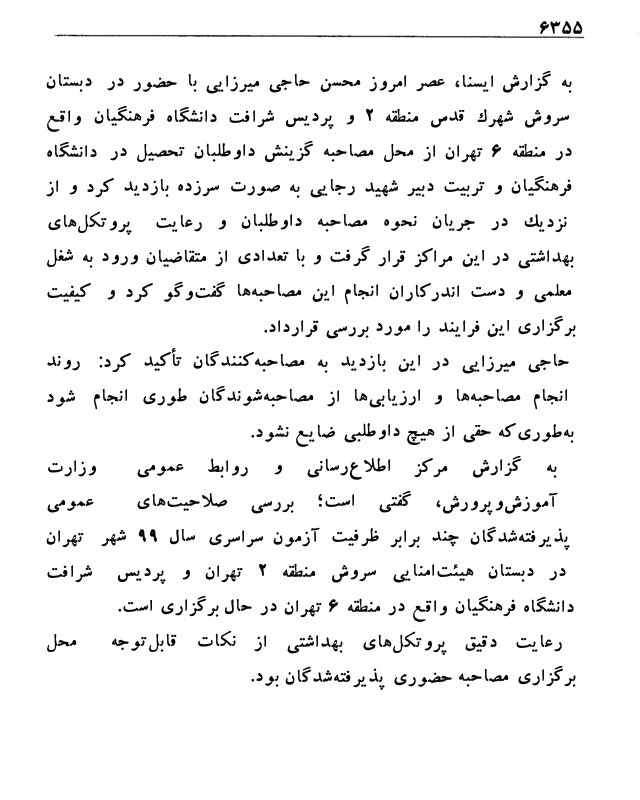 ۶۳۵۵
به گزارش ایسنا، عصر امروز محسن حاجی میرزایی با حضور در دبستان
سروش شهرك قدس منطقه ۲ و پردیس شرافت دانشگاه فرهنگیان واقع
در منطقه ۶ تهران از محل مصاحبه گزینش داوطلبان تحصیل در دانشگاه
فرهنگیان و تربیت دبیر شهید رجایی به صورت سرزده بازدید کرد و از
نزدیك در جریان نحوه مصاحبه داوطلبان و رعایت پروتکل‌های
بهداشتی در این مراکز قرار گرفت و با تعدادی از متقاضیان ورود به شغل
معلمی و دست اندرکاران انجام این مصاحبه‌ها گفت‌وگو کرد و کیفیت
برگزاری این فرایند را مورد بررسی قرارداد.
حاجی میرزایی در این بازدید به مصاحبه‌کنندگان تأکید کرد: روند
انجام مصاحبه‌ها و ارزیابی‌ها از مصاحبه‌شوندگان طوری انجام شود
به‌طوری‌که حقی از هیچ داوطلبی ضایع نشود.
به گزارش مرکز اطلاع‌رسانی و روابط عمومی وزارت
آموزش‌وپرورش، گفتی است؛ بررسی صلاحیت‌های عمومی
پذیرفته‌شدگان چند برابر ظرفیت آزمون سراسری سال ۹۹ شهر تهران
در دبستان هیئت‌امنایی سروش منطقه ۲ تهران و پردیس شرافت
دانشگاه فرهنگیان واقع در منطقه ۶ تهران در حال برگزاری است.
رعایت دقیق پروتکل‌های بهداشتی از نکات قابل‌توجه محل
برگزاری مصاحبه حضوری پذیرفته‌شدگان بود.